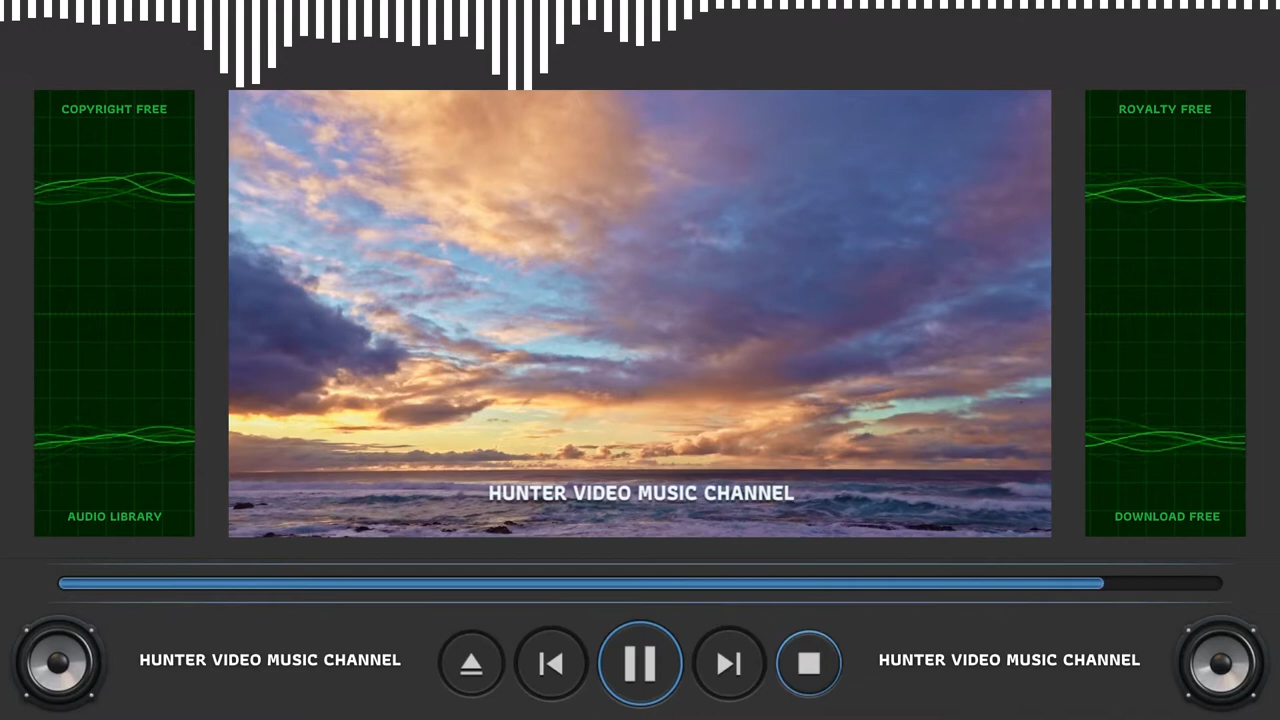 COPYRIGHT FREE
ROYALTY FREE
HUNTER VIDEO MUSIC CHANNEL
AUDIO LIBRARY
DOWNLOAD FREE
HUNTER VIDEO MUSIC CHANNEL
HUNTER VIDEO MUSIC CHANNEL